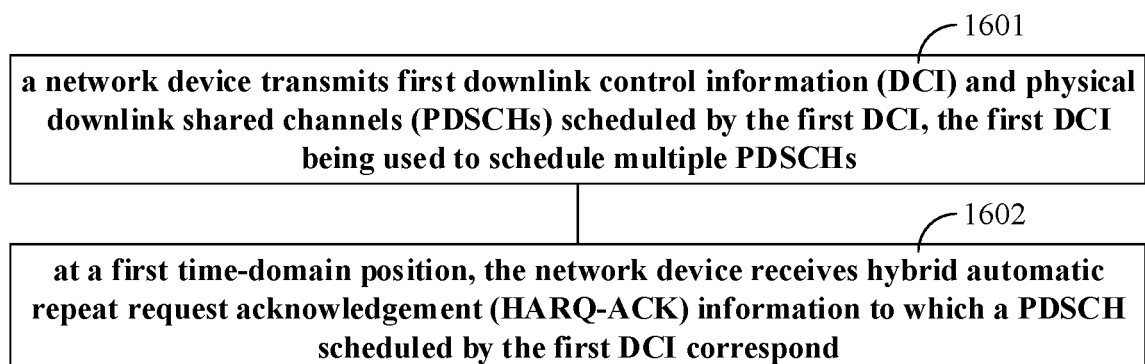 1601
a network device transmits first downlink control information (DCI) and physical
downlink shared channels (PDSCHs) scheduled by the first DCI, the first DCI
being used to schedule multiple PDSCHs
1602
at a first time-domain position, the network device receives hybrid automatic
repeat request acknowledgement (HARQ-ACK) information to which a PDSCH
scheduled by the first DCI correspond